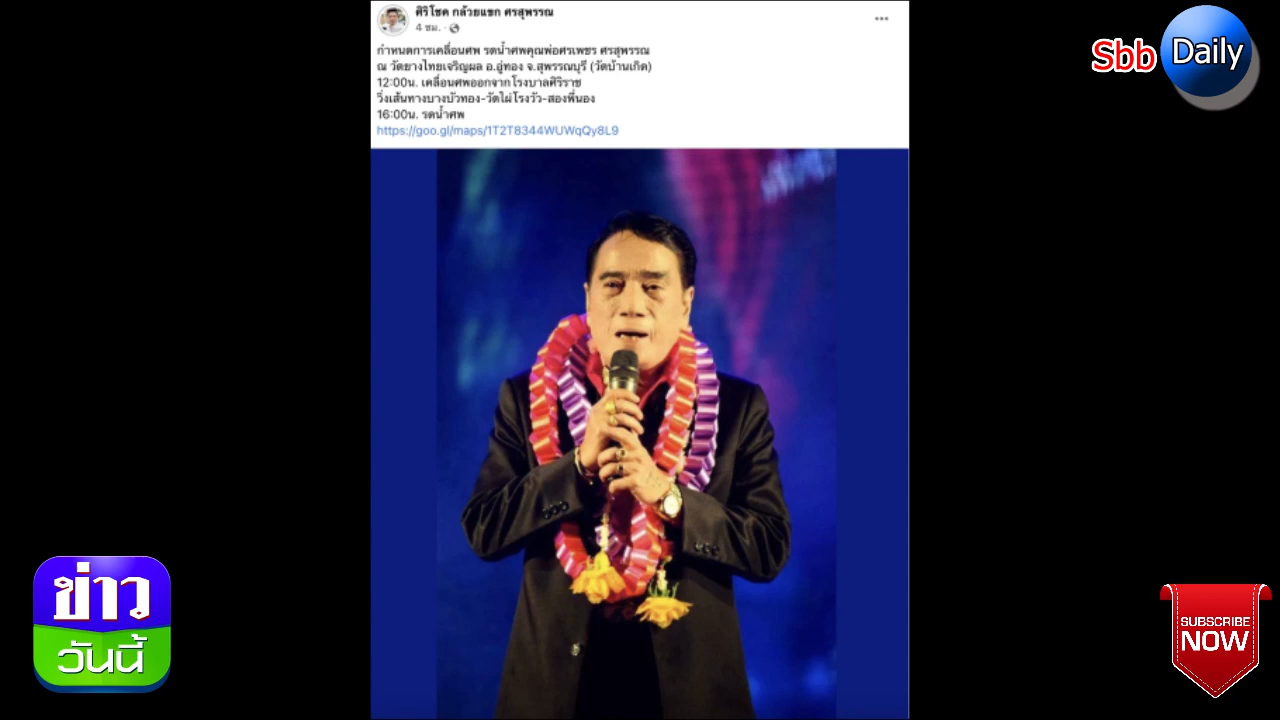 ศิริโชค กล้วยแขก ศรสุพรรณ
4 ชม.
กำหนดการเคลื่อนศพ รดน้ำศพคุณพ่อศรเพชร ศรสุพรรณ
ณ วัดยางไทยเจริญผล อ.อู่ทอง จ.สุพรรณบุรี (วัดบ้านเกิด)
12:00น. เคลื่อนศพออกจากโรงบาลศิริราช
วิ่งเส้นทางบางบัวทอง-วัดไผ่โรงวัว-สองพี่นอง
16:00น. รดน้ำศพ
https://goo.gl/maps/1T2T8344WUWqQy8L9
Sbb Daily
ข่าว
วันนี้
SUBSCRIBE
NOW